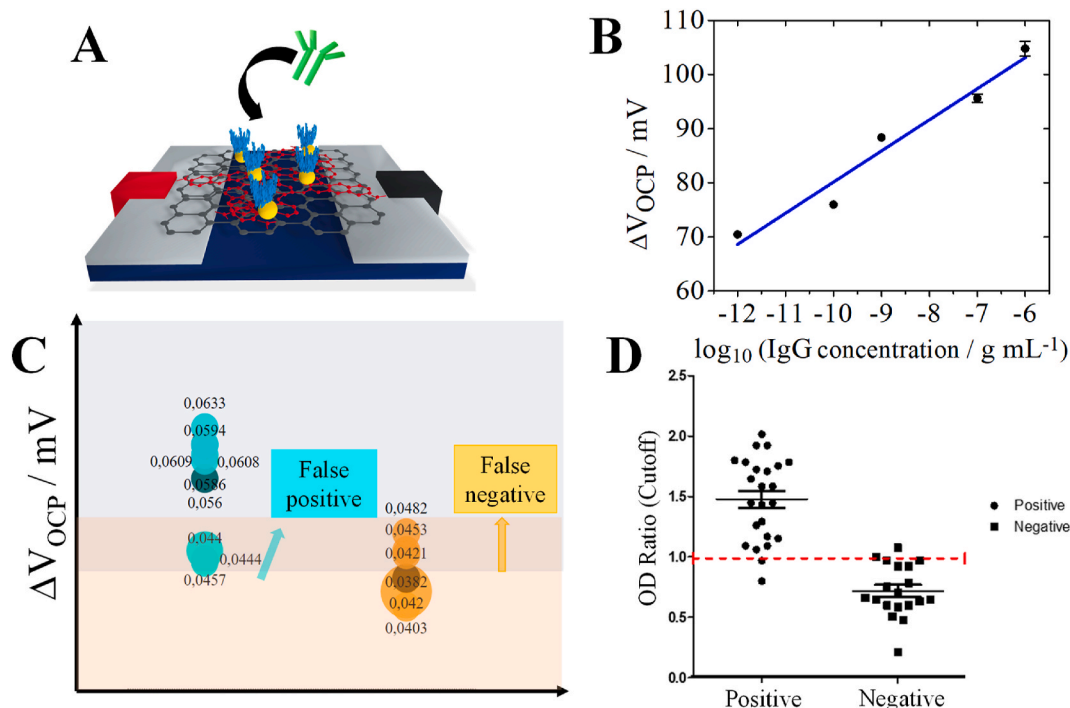 A
B
ΔV_OCP / mV
110
100
90
80
70
60
-12 -11 -10 -9 -8 -7 -6
log₁₀ (IgG concentration / g mL⁻¹)
C
ΔV_OCP / mV
0,0633
0,0594
0,0609 0,0608
0,0586
0,056
0,044
0,0444
0,0457
False
positive
False
negative
0,0482
0,0453
0,0421
0,0382
0,042
0,0403
D
OD Ratio (Cutoff)
2.5
2.0
1.5
1.0
0.5
0.0
Positive Negative
Positive
Negative